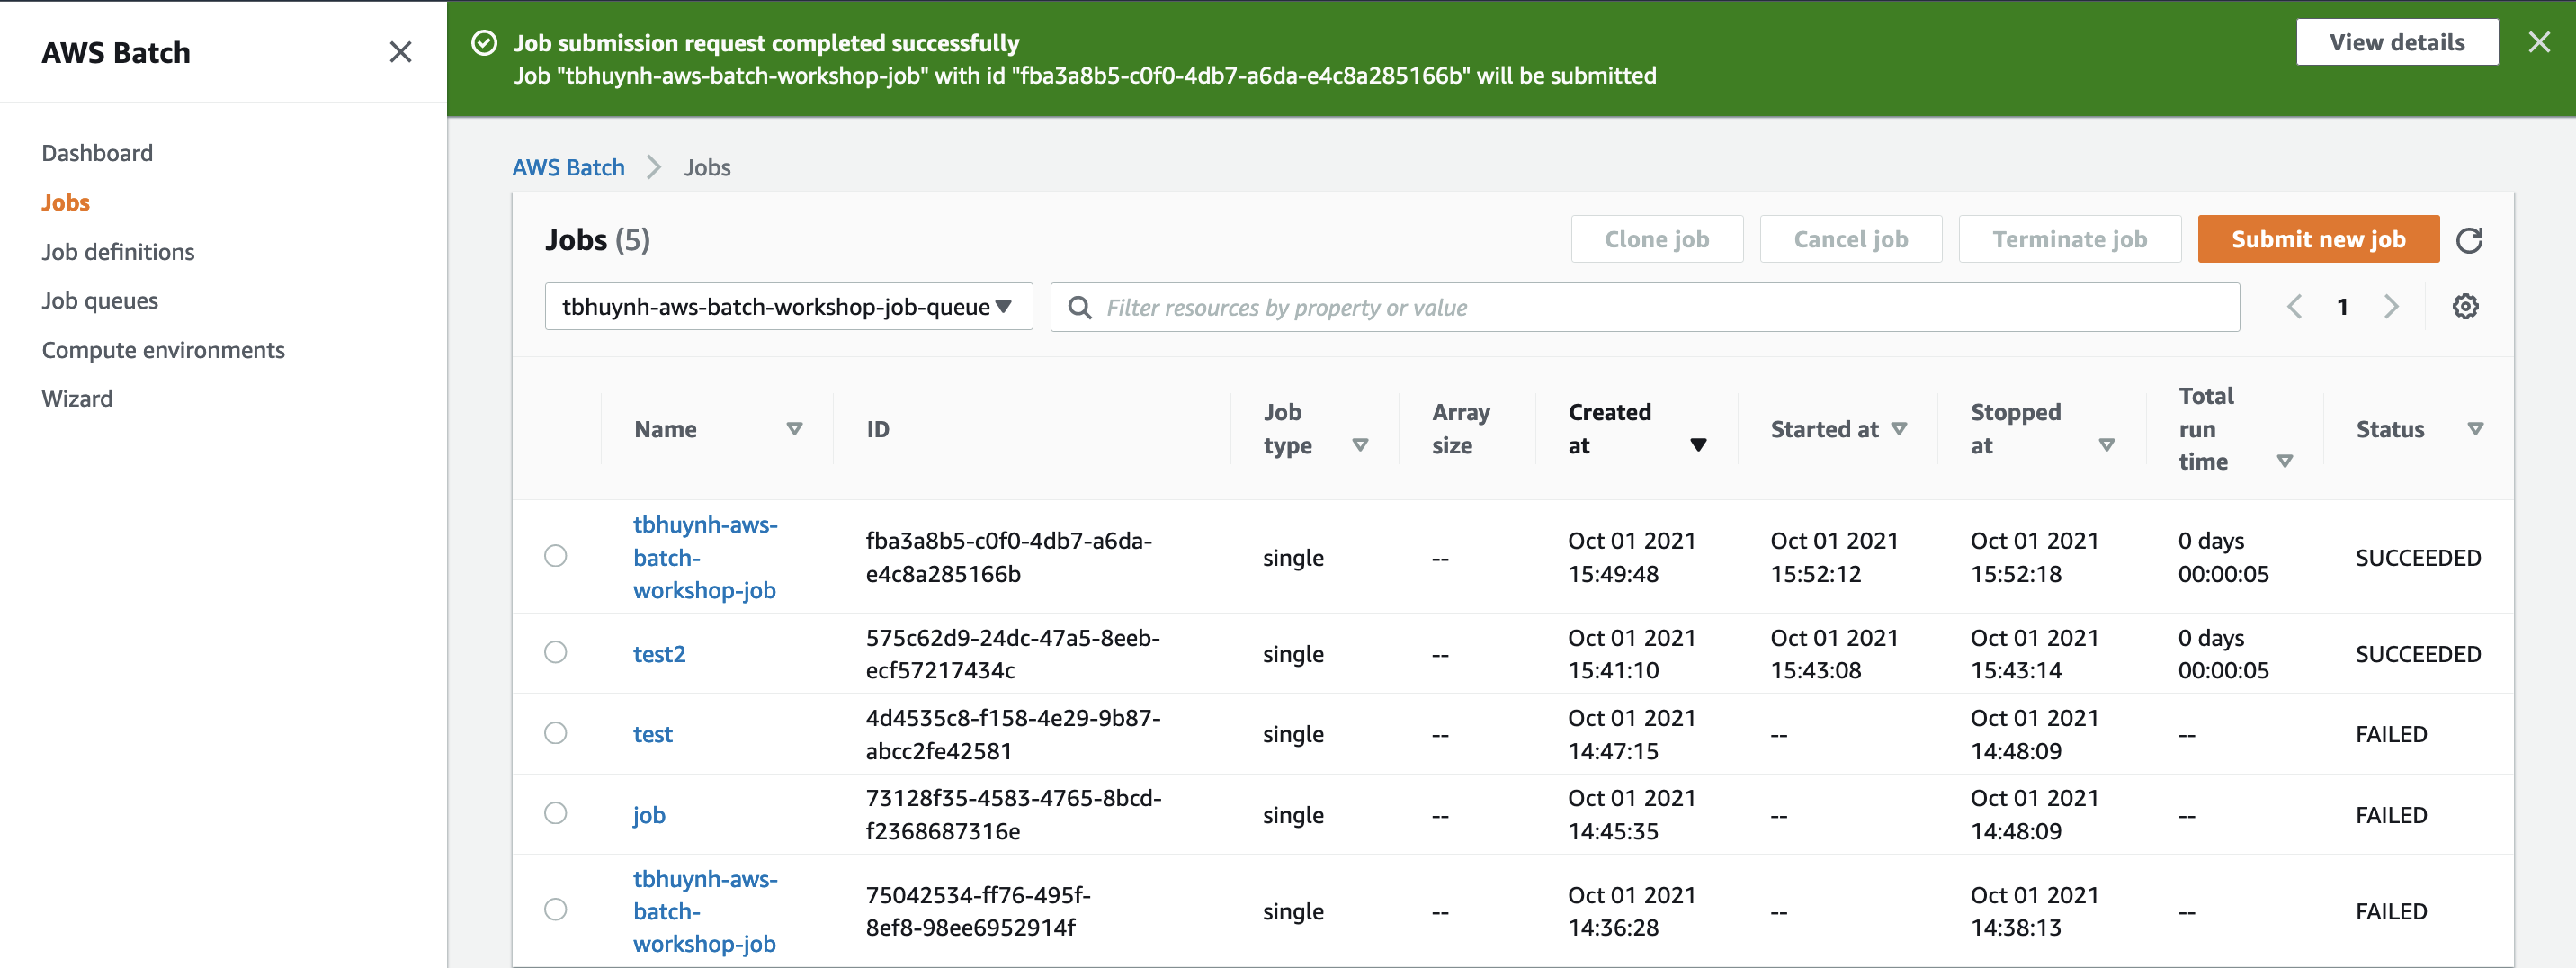 AWS Batch
Dashboard
Jobs
Job definitions
Job queues
Compute environments
Wizard
Job submission request completed successfully
Job "tbhuynh-aws-batch-workshop-job" with id "fba3a8b5-c0f0-4db7-a6da-e4c8a285166b" will be submitted
View details
AWS Batch
Jobs
Jobs (5)
Clone job
Cancel job
Terminate job
Submit new job
tbhuynh-aws-batch-workshop-job-queue
Filter resources by property or value
1
Name
ID
Job
type
Array
size
Created
at
Started at
Stopped
at
Total
run
time
Status
tbhuynh-aws-
batch-
workshop-job
fba3a8b5-c0f0-4db7-a6da-
e4c8a285166b
single
--
Oct 01 2021
15:49:48
Oct 01 2021
15:52:12
Oct 01 2021
15:52:18
0 days
00:00:05
SUCCEEDED
test2
575c62d9-24dc-47a5-8eeb-
ecf57217434c
single
--
Oct 01 2021
15:41:10
Oct 01 2021
15:43:08
Oct 01 2021
15:43:14
0 days
00:00:05
SUCCEEDED
test
4d4535c8-f158-4e29-9b87-
abcc2fe42581
single
--
Oct 01 2021
14:47:15
--
Oct 01 2021
14:48:09
--
FAILED
job
73128f35-4583-4765-8bcd-
f2368687316e
single
--
Oct 01 2021
14:45:35
--
Oct 01 2021
14:48:09
--
FAILED
tbhuynh-aws-
batch-
workshop-job
75042534-ff76-495f-
8ef8-98ee6952914f
single
--
Oct 01 2021
14:36:28
--
Oct 01 2021
14:38:13
--
FAILED